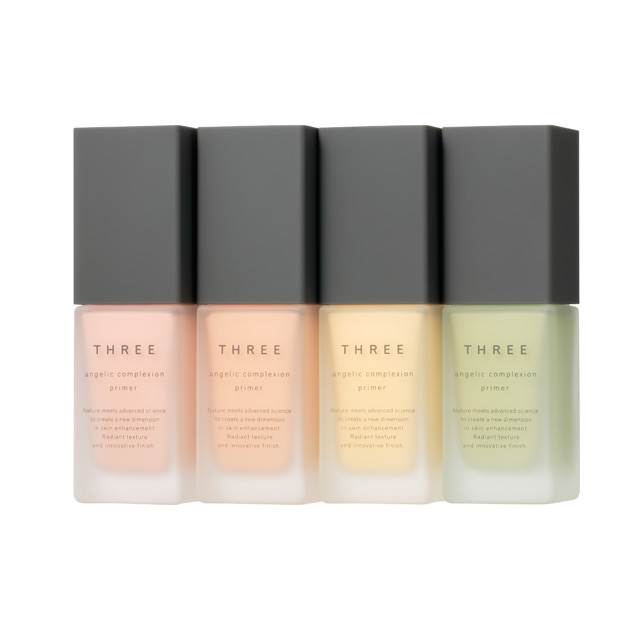 THREE
angelic complexion
primer
Nature meets advanced science
to create a new dimension
in skin enhancement.
Radiant texture
and innovative finish.
THREE
angelic complexion
primer
Nature meets advanced science
to create a new dimension
in skin enhancement.
Radiant texture
and innovative finish.
THREE
angelic complexion
primer
Nature meets advanced science
to create a new dimension
in skin enhancement.
Radiant texture
and innovative finish.
THREE
angelic complexion
primer
Nature meets advanced science
to create a new dimension
in skin enhancement.
Radiant texture
and innovative finish.